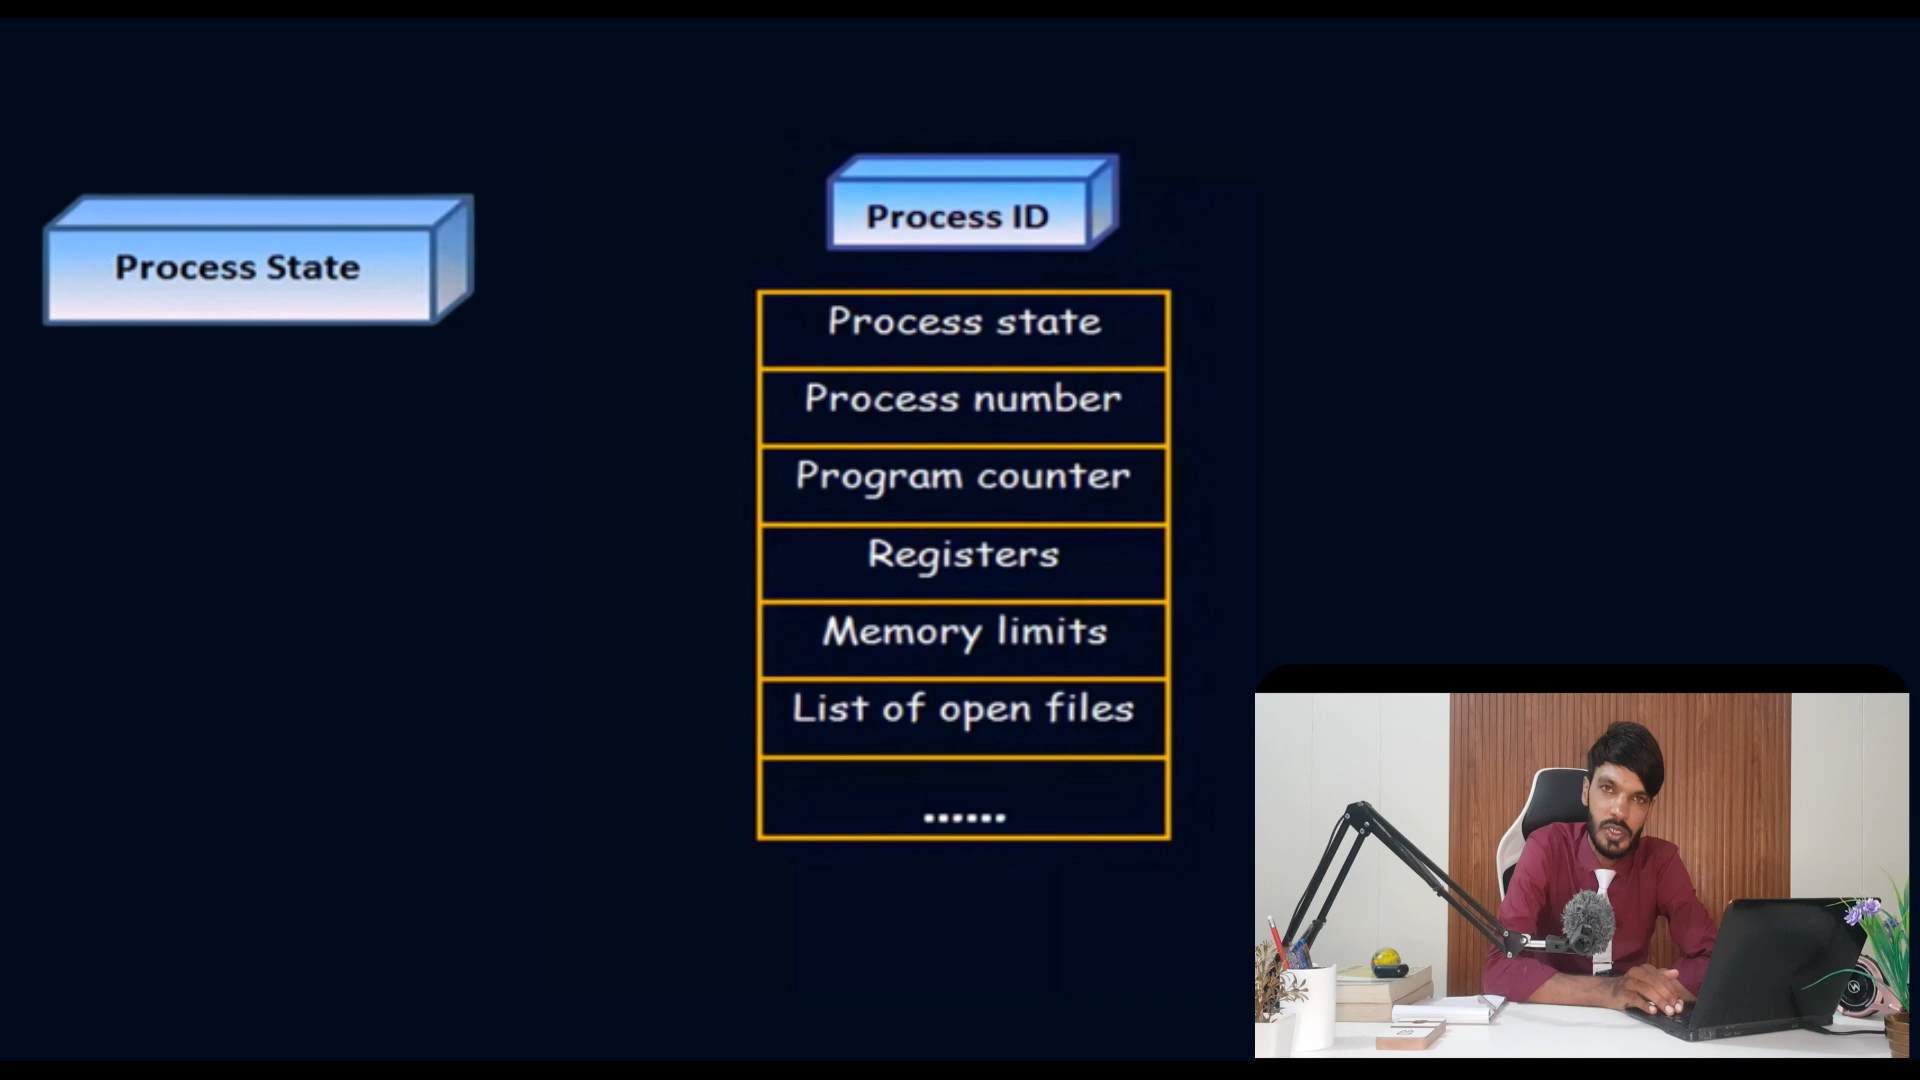 Process State
Process ID
Process state
Process number
Program counter
Registers
Memory limits
List of open files
......